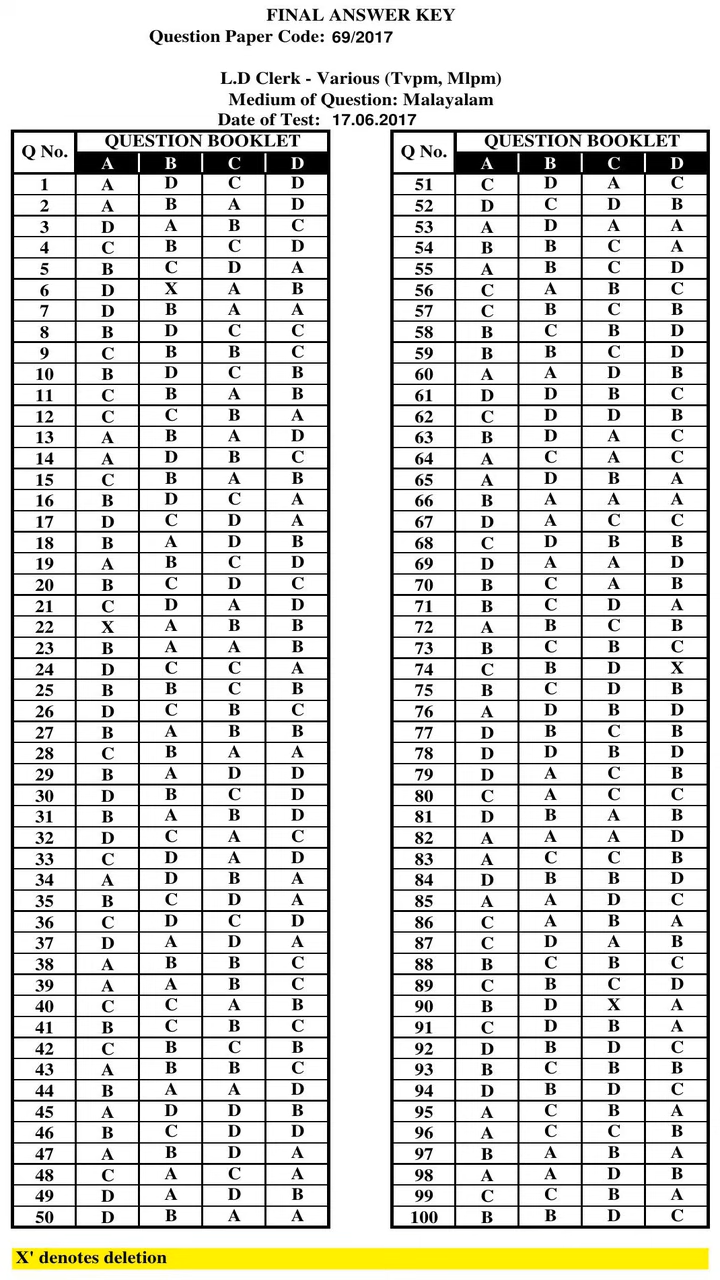 FINAL ANSWER KEY
Question Paper Code: 69/2017
L.D Clerk - Various (Tvpm, Mlpm)
Medium of Question: Malayalam
Date of Test: 17.06.2017
Q No. QUESTION BOOKLET Q No. QUESTION BOOKLET
A B C D A B C D
1 A D C D 51 C D A C
2 A B A D 52 D C D B
3 D A B C 53 A D A A
4 C B C D 54 B B C A
5 B C D A 55 A B C D
6 D X A B 56 C A B C
7 D B A A 57 C B C B
8 B D C C 58 B C B D
9 C B B C 59 B B C D
10 B D C B 60 A A D B
11 C B A B 61 D D B C
12 C C B A 62 C D D B
13 A B A D 63 B D A C
14 A D B C 64 A C A C
15 C B A B 65 A D B A
16 B D C A 66 B A A A
17 D C D A 67 D A C C
18 B A D B 68 C D B B
19 A B C D 69 D A A D
20 B C D C 70 B C A B
21 C D A D 71 B C D A
22 X A B B 72 A B C B
23 B A A B 73 B C B C
24 D C C A 74 C B D X
25 B B C B 75 B C D B
26 D C B C 76 A D B D
27 B A B B 77 D B C B
28 C B A A 78 D D B D
29 B A D D 79 D A C B
30 D B C D 80 C A C C
31 B A B D 81 D B A B
32 D C A C 82 A A A D
33 C D A D 83 A C C B
34 A D B A 84 D B B D
35 B C D A 85 A A D C
36 C D C D 86 C A B A
37 D A D A 87 C D A B
38 A B B C 88 B C B C
39 A A B C 89 C B C D
40 C C A B 90 B D X A
41 B C B C 91 C D B A
42 C B C B 92 D B D C
43 A B B C 93 B C B B
44 B A A D 94 D B D C
45 A D D B 95 A C B A
46 B C D D 96 A C C B
47 A B D A 97 B A B A
48 C A C A 98 A A D B
49 D A D B 99 C C B A
50 D B A A 100 B B D C
X' denotes deletion